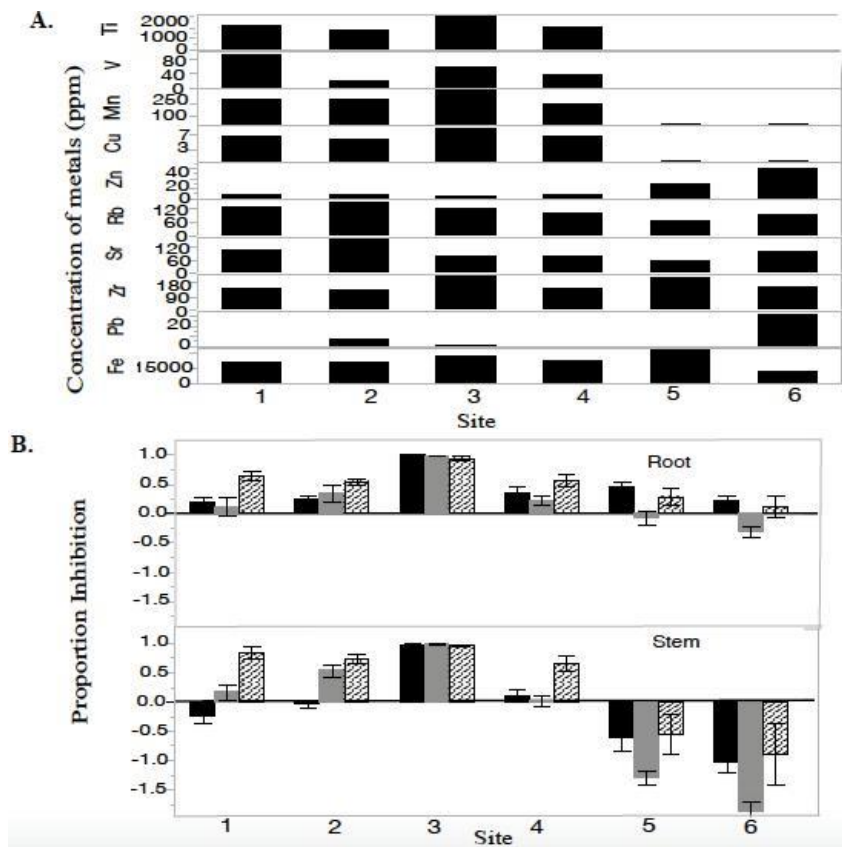 A.
Concentration of metals (ppm)
Ti
2000
1000
0
V
80
40
Mn
250
100
Cu
7
3
Zn
40
20
0
Rb
120
60
0
Sr
120
60
0
Zr
180
90
0
Pb
20
0
Fe
15000
0
1 2 3 4 5 6
Site
B.
Proportion Inhibition
Root
1.0
0.5
0.0
-0.5
-1.0
-1.5
Stem
1.0
0.5
0.0
-0.5
-1.0
-1.5
1 2 3 4 5 6
Site